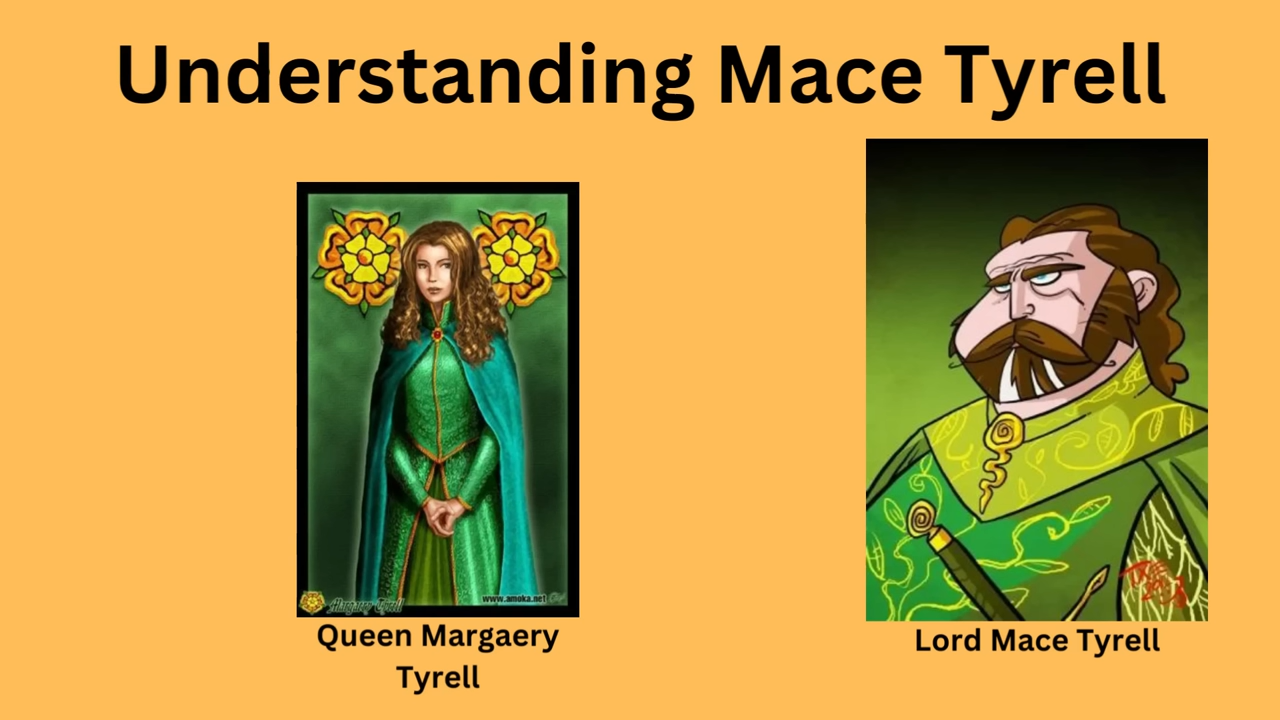 Understanding Mace Tyrell
Margaery Tyrell
www.amoka.net
Queen Margaery
Tyrell
Lord Mace Tyrell